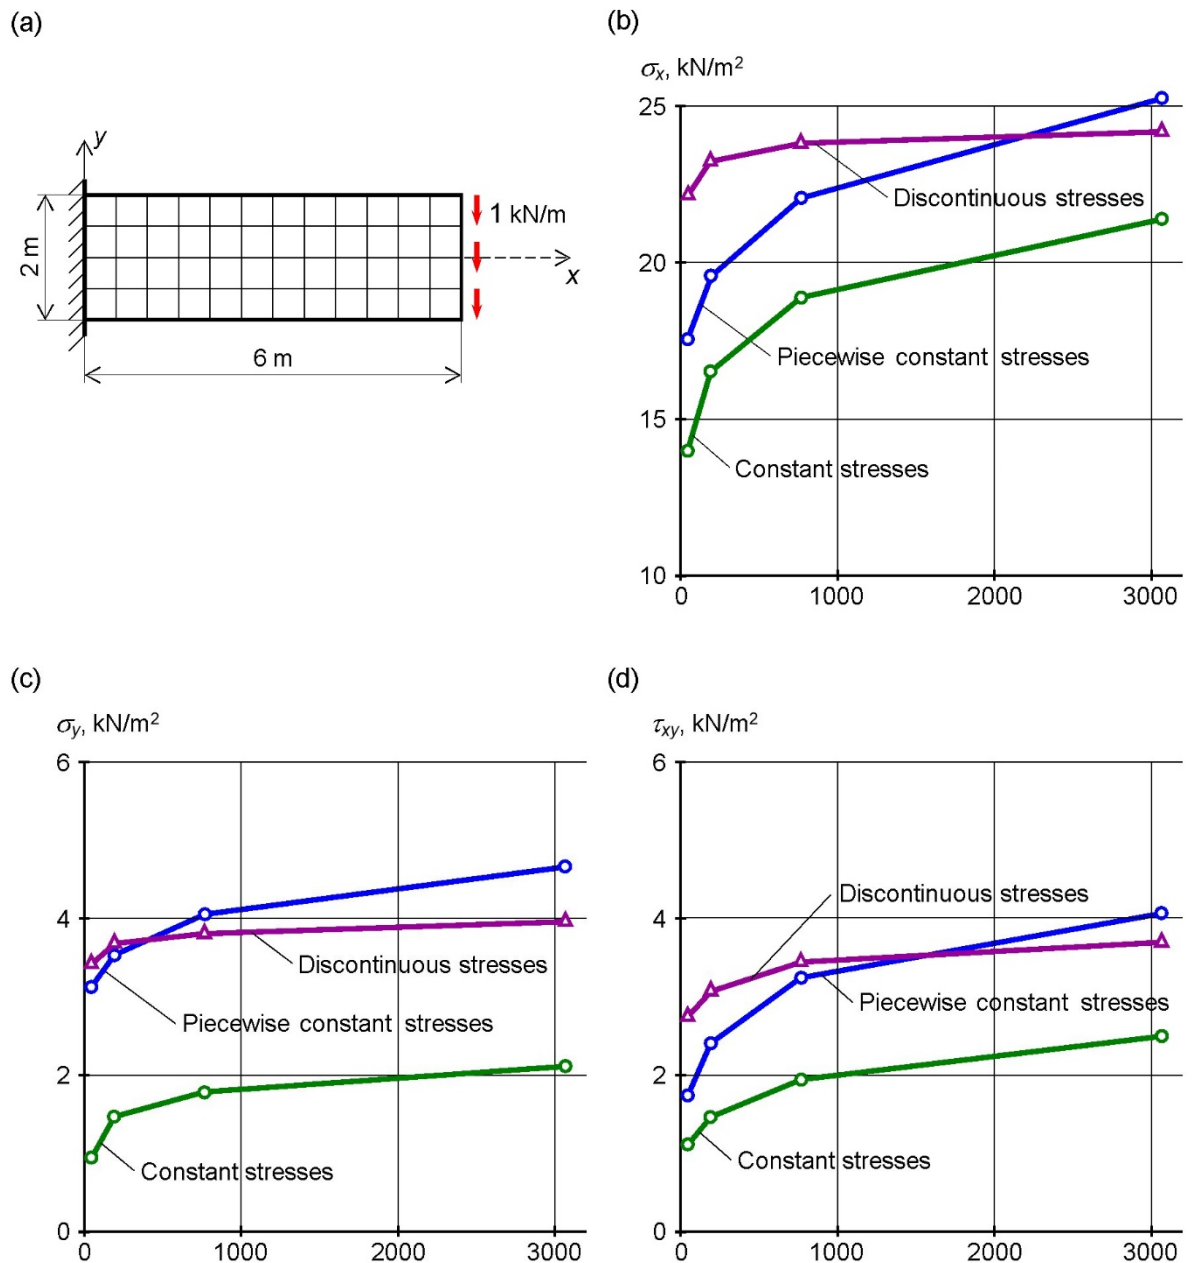 (a)
y
2 m
1 kN/m
x
6 m
(b)
σx, kN/m²
25
20
15
10
Discontinuous stresses
Piecewise constant stresses
Constant stresses
0 1000 2000 3000
(c)
σy, kN/m²
6
4
2
0
Discontinuous stresses
Piecewise constant stresses
Constant stresses
0 1000 2000 3000
(d)
τxy, kN/m²
6
4
2
0
Discontinuous stresses
Piecewise constant stresses
Constant stresses
0 1000 2000 3000